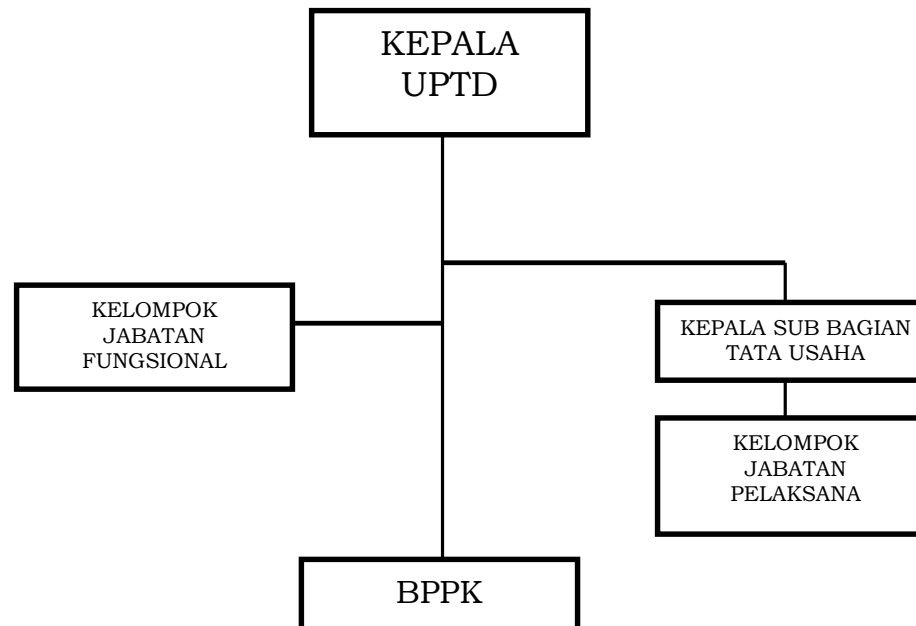 KEPALA
UPTD
KELOMPOK
JABATAN
FUNGSIONAL
KEPALA SUB BAGIAN
TATA USAHA
KELOMPOK
JABATAN
PELAKSANA
BPPK